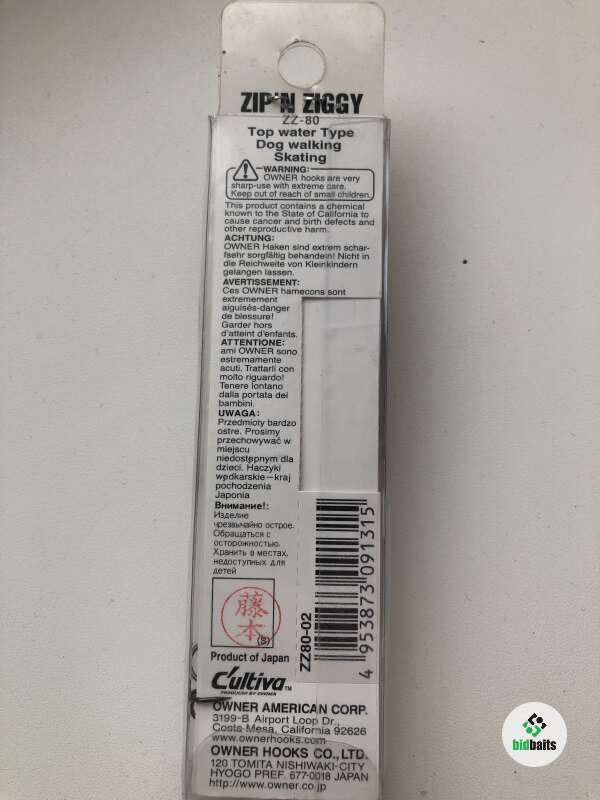 ZIP'N ZIGGY
ZZ-80
Top water Type
Dog walking
Skating
WARNING:
OWNER hooks are very
sharp-use with extreme care.
Keep out of reach of small children.
This product contains a chemical
known to the State of California to
cause cancer and birth defects and
other reproductive harm.
ACHTUNG:
OWNER Haken sind extrem schar-
fsehr sorgfältig behandeln! Nicht in
die Reichweite von Kleinkindern
gelangen lassen.
AVERTISSEMENT:
Ces OWNER hamecons sont
extremement
aiguisés-danger
de blessure!
Garder hors
d'atteint d'enfants.
ATTENTIONE:
ami OWNER sono
estremamente
acuti. Trattarli con
molto riguardo!
Tenere lontano
dalla portata dei
bambini.
UWAGA:
Przedmioty bardzo
ostre. Prosimy
przechowywać w
miejscu
niedostępnym dla
dzieci. Haczyki
wędkarskie—kraj
pochodzenia
Japonia
Внимание!:
Изделие
чрезвычайно острое.
Обращаться с
осторожностью.
Хранить в местах,
недоступных для
детей
藤本
(S)
ZZ80-02
4 953873 091315
Product of Japan
C'ultiva™
PRODUCED BY OWNER
OWNER AMERICAN CORP.
3199-B Airport Loop Dr.,
Costa Mesa, California 92626
www.ownerhooks.com
OWNER HOOKS CO.,LTD.
120 TOMITA NISHIWAKI-CITY
HYOGO PREF. 677-0018 JAPAN
http://www.owner.co.jp
bidbaits